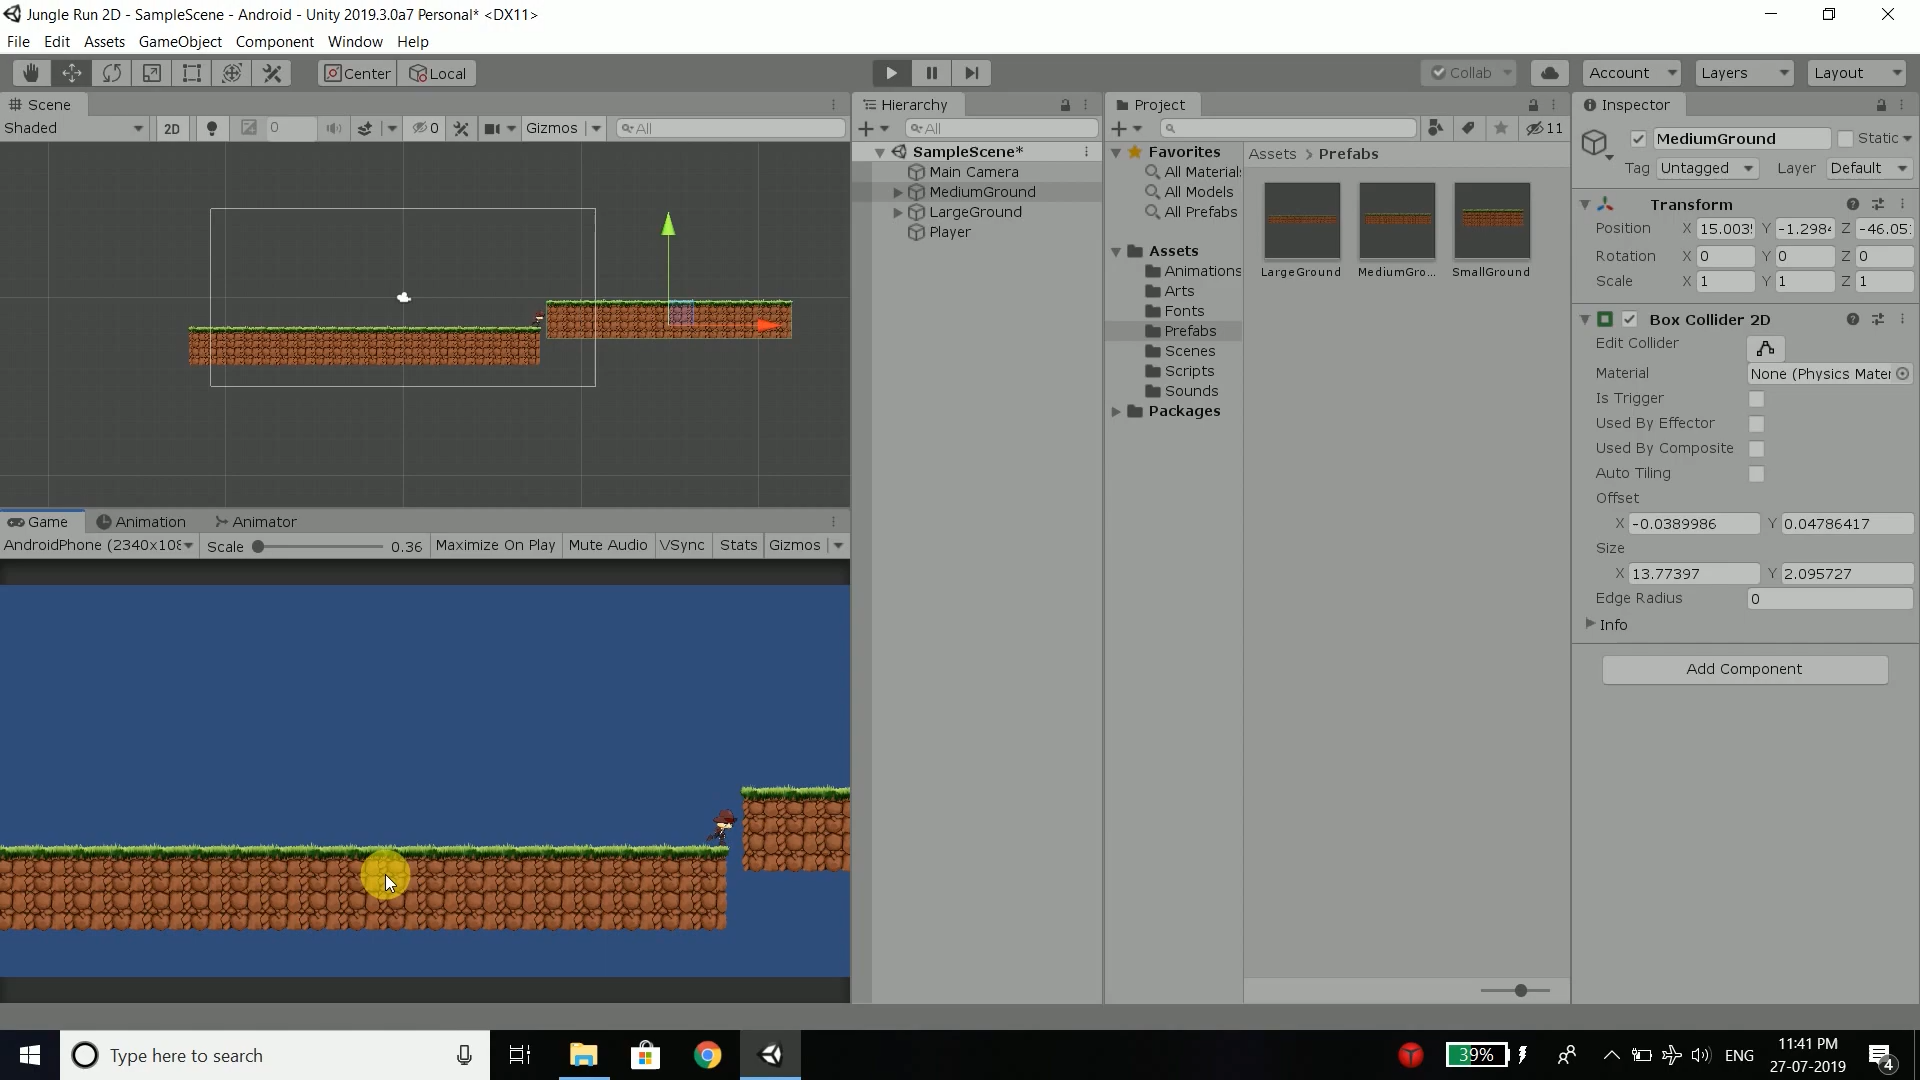 Jungle Run 2D - SampleScene - Android - Unity 2019.3.0a7 Personal* <DX11>
File Edit Assets GameObject Component Window Help
Center Local Collab Account Layers Layout
Scene
Shaded 2D 0 0 Gizmos All
Game Animation Animator
AndroidPhone (2340x108 Scale 0.36 Maximize On Play Mute Audio VSync Stats Gizmos
Hierarchy
All
SampleScene*
Main Camera
MediumGround
LargeGround
Player
Project
11
Favorites
All Material
All Models
All Prefabs
Assets
Animations
Arts
Fonts
Prefabs
Scenes
Scripts
Sounds
Packages
Assets > Prefabs
LargeGround MediumGro... SmallGround
Inspector
MediumGround Static
Tag Untagged Layer Default
Transform
Position X 15.003 Y -1.298 Z -46.05
Rotation X 0 Y 0 Z 0
Scale X 1 Y 1 Z 1
Box Collider 2D
Edit Collider
Material None (Physics Mater
Is Trigger
Used By Effector
Used By Composite
Auto Tiling
Offset
X -0.0389986 Y 0.04786417
Size
X 13.77397 Y 2.095727
Edge Radius 0
Info
Add Component
Type here to search
39%
ENG
11:41 PM
27-07-2019
4